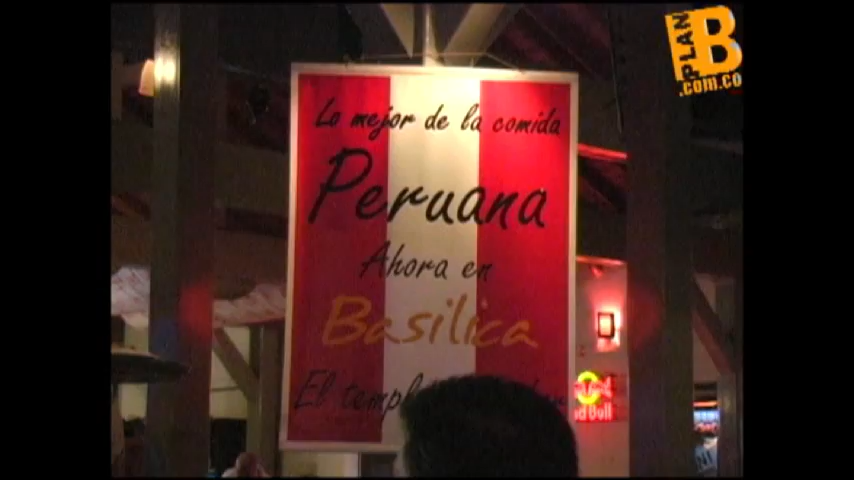 PLAN B
.com.co
Lo mejor de la comida
Peruana
Ahora en
Basilica
El templo
Red Bull